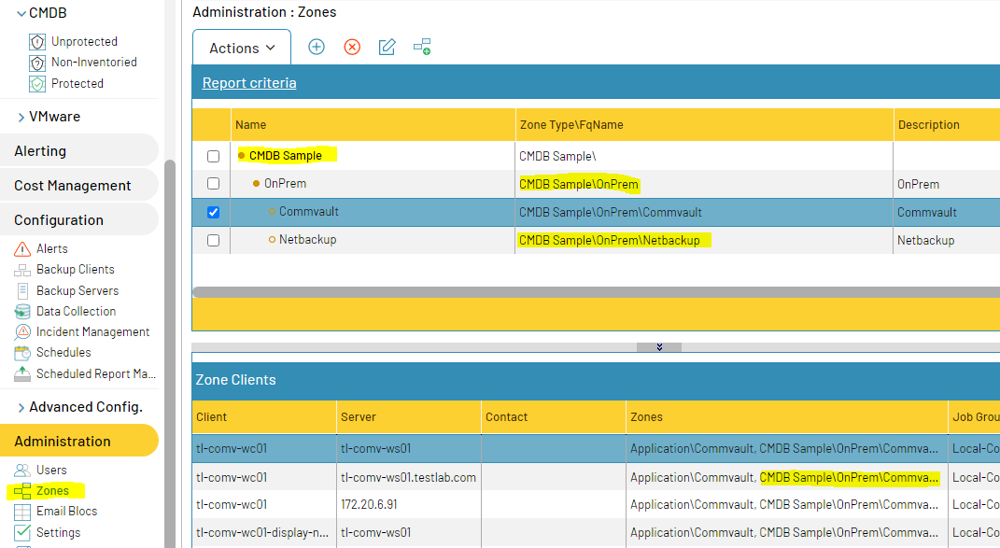 CMDB
Unprotected
Non-Inventoried
Protected
VMware
Alerting
Cost Management
Configuration
Alerts
Backup Clients
Backup Servers
Data Collection
Incident Management
Schedules
Scheduled Report Ma...
Advanced Config.
Administration
Users
Zones
Email Blocs
Settings
Administration : Zones
Actions
Report criteria
Name Zone Type\FqName Description
CMDB Sample CMDB Sample\
OnPrem CMDB Sample\OnPrem OnPrem
Commvault CMDB Sample\OnPrem\Commvault Commvault
Netbackup CMDB Sample\OnPrem\Netbackup Netbackup
Zone Clients
Client Server Contact Zones Job Grou
tl-comv-wc01 tl-comv-ws01 Application\Commvault, CMDB Sample\OnPrem\Commva... Local-Co
tl-comv-wc01 tl-comv-ws01.testlab.com Application\Commvault, CMDB Sample\OnPrem\Commva... Local-Co
tl-comv-wc01 172.20.6.91 Application\Commvault, CMDB Sample\OnPrem\Commva... Local-Co
tl-comv-wc01-display-n... tl-comv-ws01 Application\Commvault, CMDB Sample\OnPrem\Commva... Local-Co